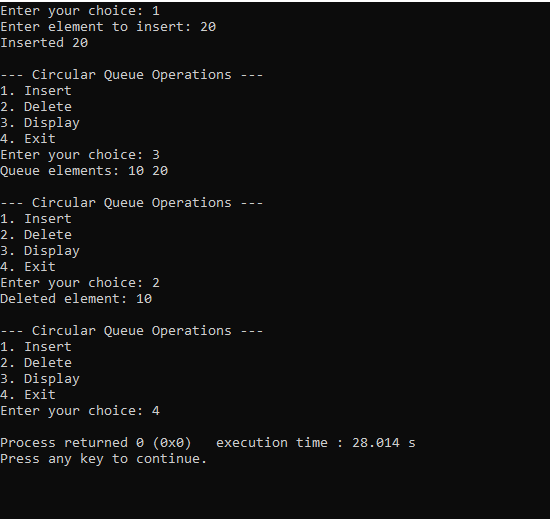 Enter your choice: 1
Enter element to insert: 20
Inserted 20
--- Circular Queue Operations ---
1. Insert
2. Delete
3. Display
4. Exit
Enter your choice: 3
Queue elements: 10 20
--- Circular Queue Operations ---
1. Insert
2. Delete
3. Display
4. Exit
Enter your choice: 2
Deleted element: 10
--- Circular Queue Operations ---
1. Insert
2. Delete
3. Display
4. Exit
Enter your choice: 4
Process returned 0 (0x0)   execution time : 28.014 s
Press any key to continue.